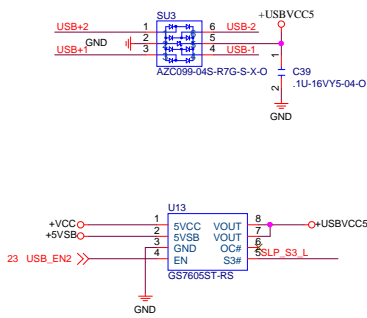 SU3
+USBVCC5
USB+2 1 6 USB-2
GND 2 5
USB+1 3 4 USB-1
AZC099-04S-R7G-S-X-O
1
C39
.1U-16VY5-04-O
2
GND
U13
+VCC 1 5VCC VOUT 8 +USBVCC5
+5VSB 2 5VSB VOUT 7
3 GND OC# 6
23 USB_EN2 4 EN S3# 5 SLP_S3_L
GS7605ST-RS
GND